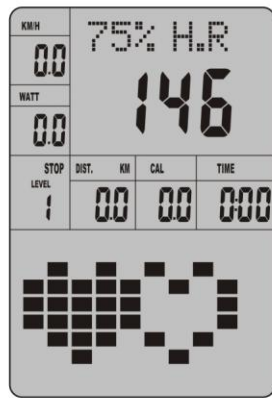 KM/H
0.0
75% H.R
146
WATT
0.0
STOP
LEVEL
1
DIST. KM
0.0
CAL
0.0
TIME
0:00